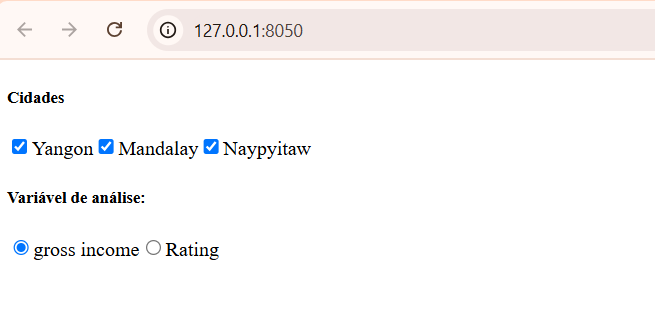 127.0.0.1:8050
Cidades
Yangon Mandalay Naypyitaw
Variável de análise:
gross income Rating